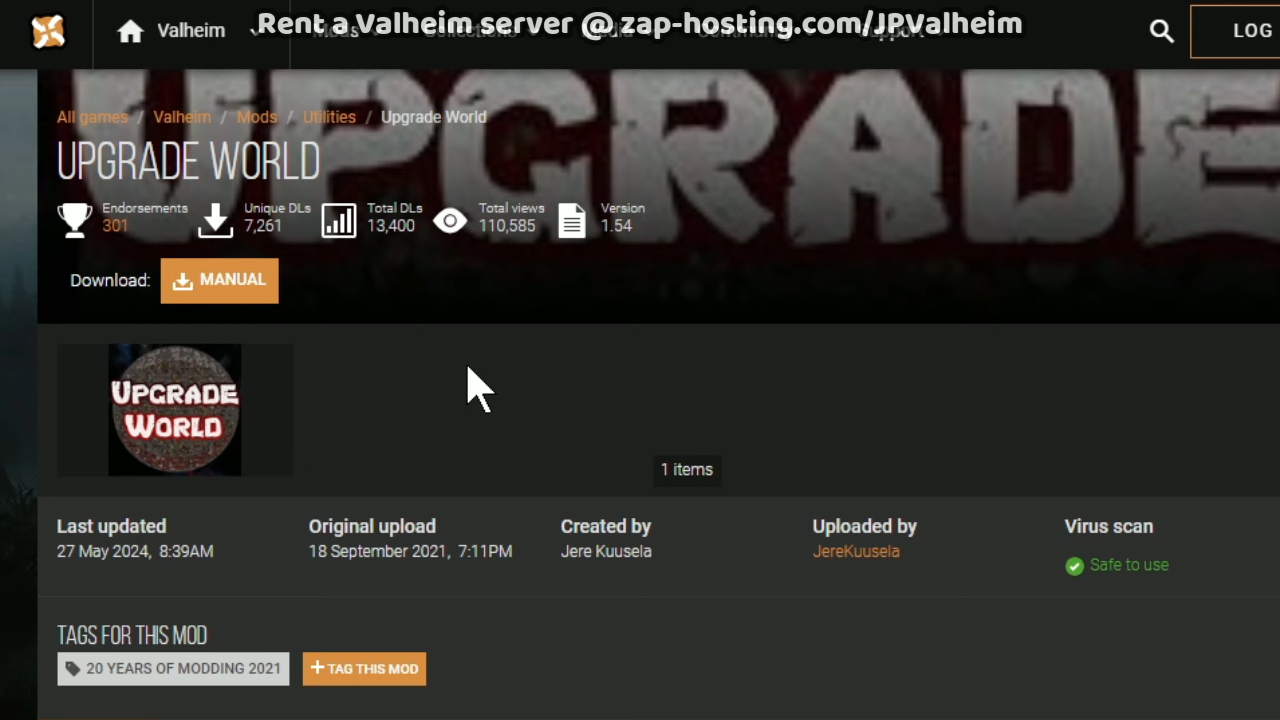 Rent a Valheim server @ zap-hosting.com/JPValheim
Valheim
LOG
UPGRADE
All games / Valheim / Mods / Utilities / Upgrade World
UPGRADE WORLD
Endorsements 301
Unique DLs 7,261
Total DLs 13,400
Total views 110,585
Version 1.54
Download: MANUAL
UPGRADE
WORLD
1 items
Last updated
27 May 2024, 8:39AM
Original upload
18 September 2021, 7:11PM
Created by
Jere Kuusela
Uploaded by
JereKuusela
Virus scan
Safe to use
TAGS FOR THIS MOD
20 YEARS OF MODDING 2021
+ TAG THIS MOD